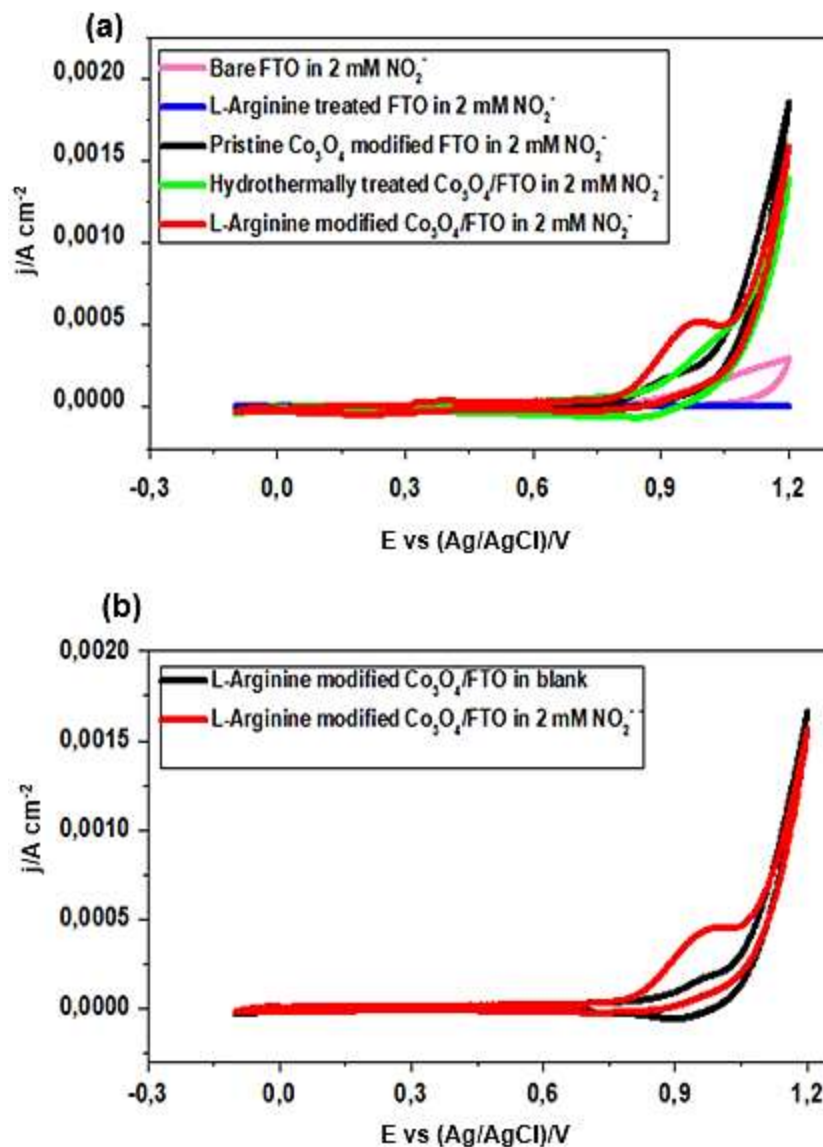 (a)
0,0020
0,0015
0,0010
0,0005
0,0000
j/A cm⁻²
Bare FTO in 2 mM NO₂⁻
L-Arginine treated FTO in 2 mM NO₂⁻
Pristine Co₃O₄ modified FTO in 2 mM NO₂⁻
Hydrothermally treated Co₃O₄/FTO in 2 mM NO₂⁻
L-Arginine modified Co₃O₄/FTO in 2 mM NO₂⁻
-0,3 0,0 0,3 0,6 0,9 1,2
E vs (Ag/AgCl)/V
(b)
0,0020
0,0015
0,0010
0,0005
0,0000
j/A cm⁻²
L-Arginine modified Co₃O₄/FTO in blank
L-Arginine modified Co₃O₄/FTO in 2 mM NO₂⁻ ⁻
-0,3 0,0 0,3 0,6 0,9 1,2
E vs (Ag/AgCl)/V